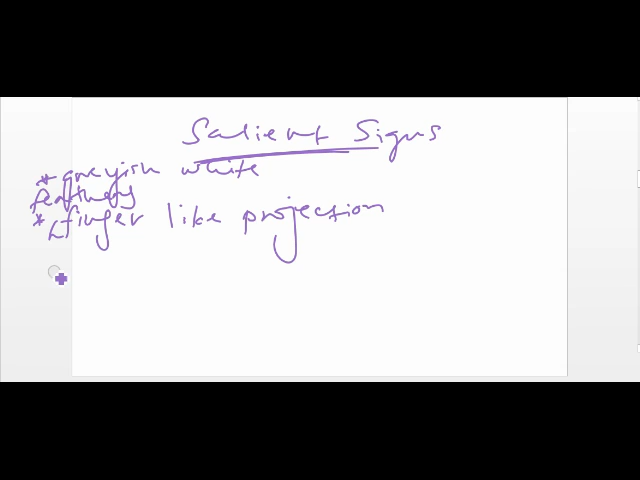 Salient Signs
* greyish white
feathery
* finger like projection